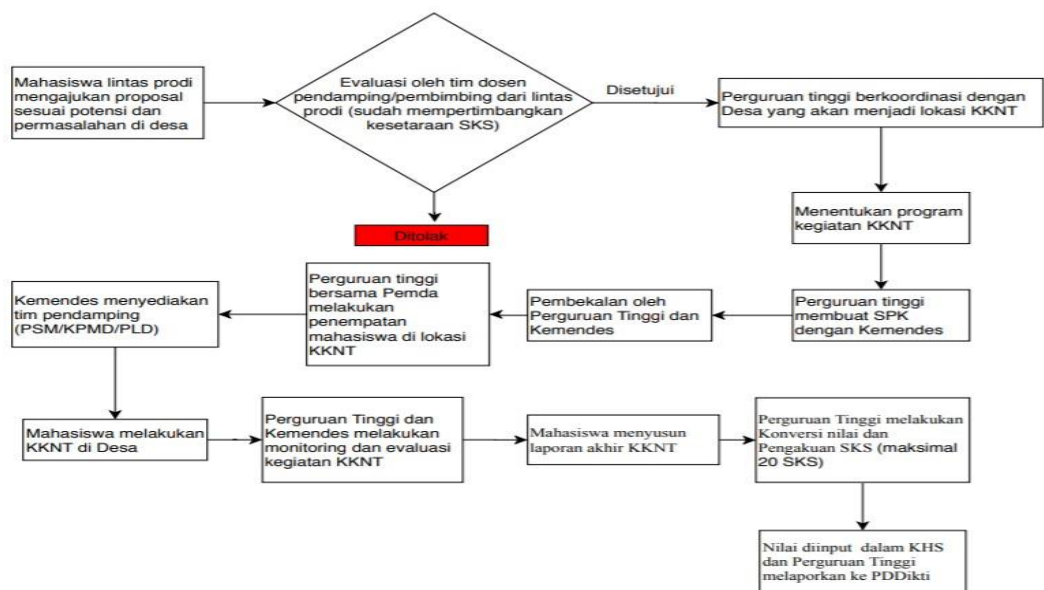 Mahasiswa lintas prodi
mengajukan proposal
sesuai potensi dan
permasalahan di desa
Evaluasi oleh tim dosen
pendamping/pembimbing dari lintas
prodi (sudah mempertimbangkan
kesetaraan SKS)
Disetujui
Perguruan tinggi berkoordinasi dengan
Desa yang akan menjadi lokasi KKNT
Ditolak
Menentukan program
kegiatan KKNT
Perguruan tinggi
membuat SPK
dengan Kemendes
Pembekalan oleh
Perguruan Tinggi dan
Kemendes
Perguruan tinggi
bersama Pemda
melakukan
penempatan
mahasiswa di lokasi
KKNT
Kemendes menyediakan
tim pendamping
(PSM/KPMD/PLD)
Mahasiswa melakukan
KKNT di Desa
Perguruan Tinggi dan
Kemendes melakukan
monitoring dan evaluasi
kegiatan KKNT
Mahasiswa menyusun
laporan akhir KKNT
Perguruan Tinggi melakukan
Konversi nilai dan
Pengakuan SKS (maksimal
20 SKS)
Nilai diinput dalam KHS
dan Perguruan Tinggi
melaporkan ke PDDikti